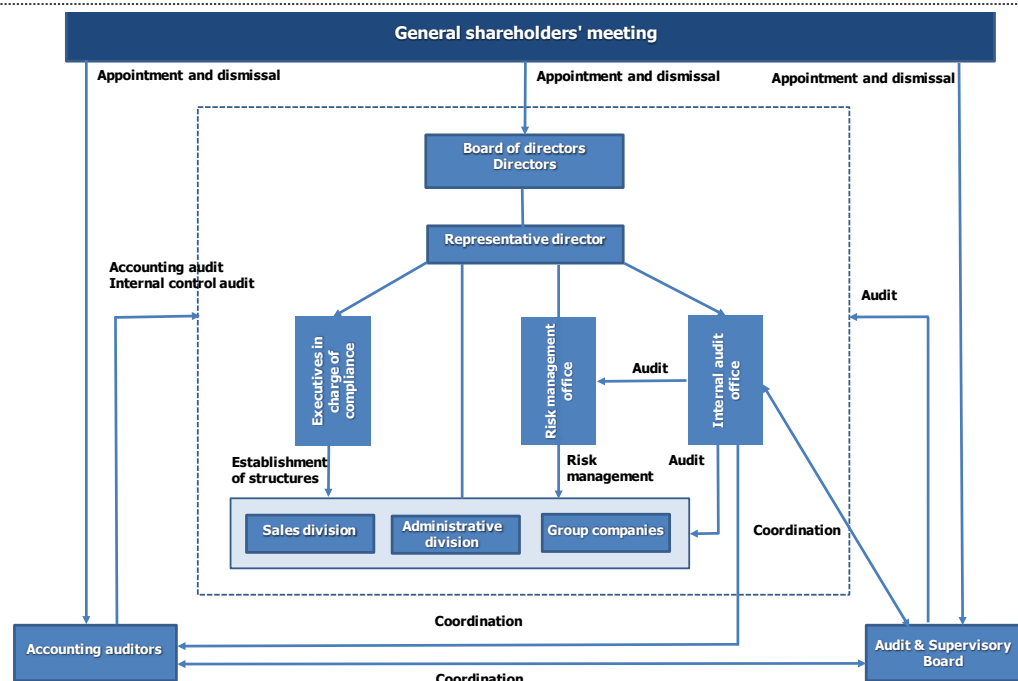 General shareholders' meeting
Appointment and dismissal
Appointment and dismissal
Appointment and dismissal
Board of directors
Directors
Representative director
Accounting audit
Internal control audit
Audit
Executives in
charge of
compliance
Risk management
office
Audit
Internal audit
office
Establishment
of structures
Risk
management
Audit
Sales division
Administrative
division
Group companies
Coordination
Coordination
Accounting auditors
Audit & Supervisory
Board
Coordination